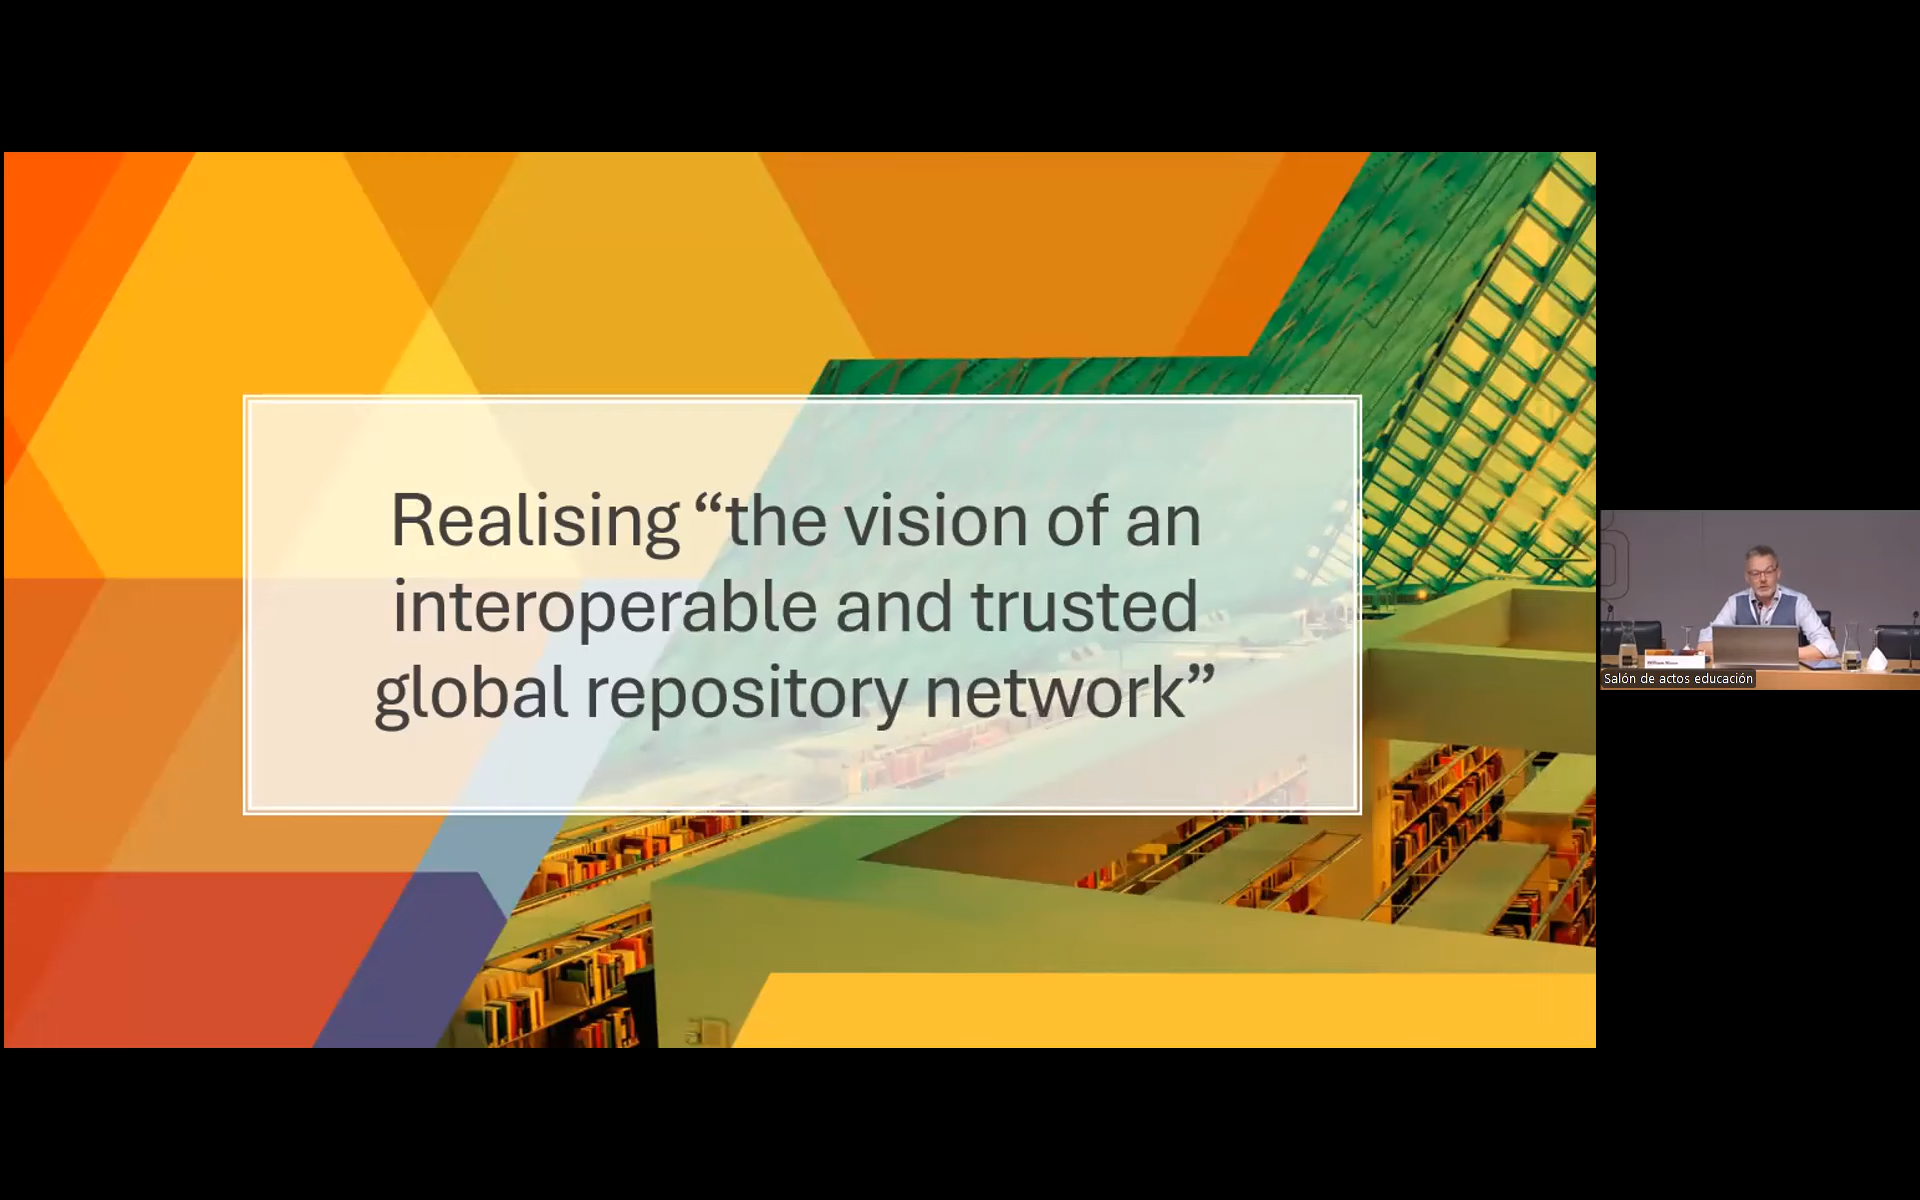 Realising “the vision of an
interoperable and trusted
global repository network”
Salón de actos educación